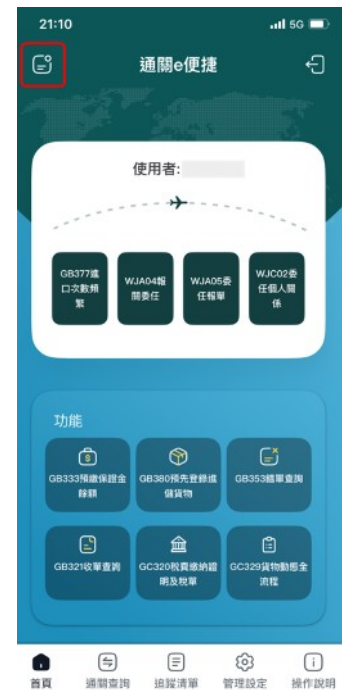 21:10
5G
通關e便捷
使用者:
GB377進
口次數頻
繁
WJA04報
關委任
WJA05委
任報單
WJC02委
任個人關
係
功能
GB333預繳保證金
餘額
GB380預先登錄進
儲貨物
GB353錯單查詢
GB321收單查詢
GC320稅費繳納證
明及稅單
GC329貨物動態全
流程
首頁
通關查詢
追蹤清單
管理設定
操作說明